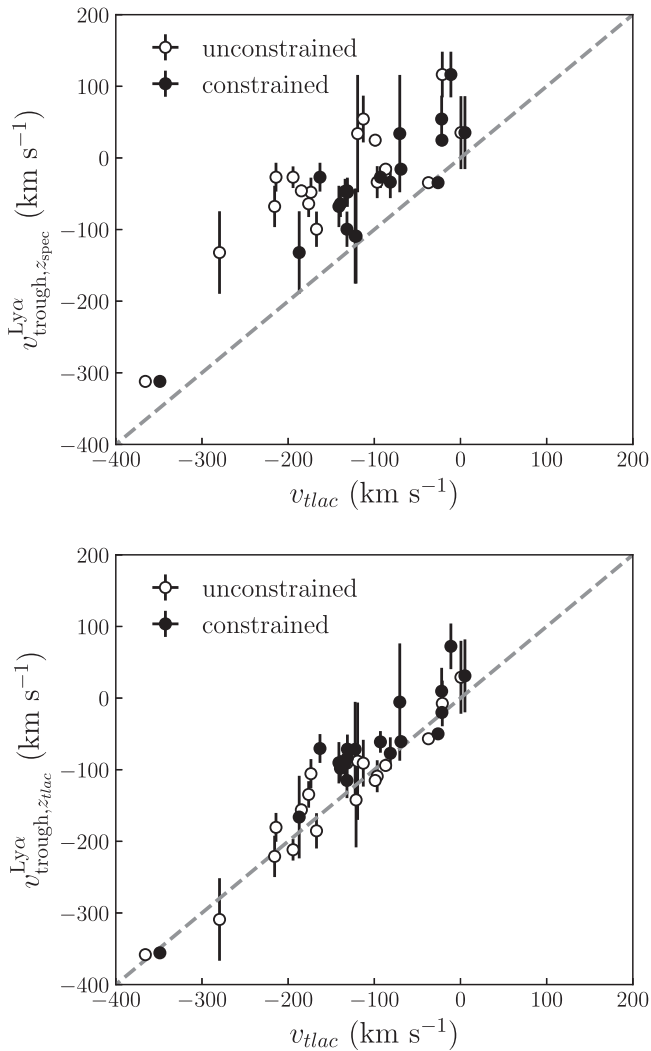 200
100
0
−100
−200
−300
−400
−400 −300 −200 −100 0 100 200
unconstrained
constrained
v^{Lyα}_{trough,z_{spec}} (km s^{−1})
v_{tlac} (km s^{−1})
200
100
0
−100
−200
−300
−400
−400 −300 −200 −100 0 100 200
unconstrained
constrained
v^{Lyα}_{trough,z_{tlac}} (km s^{−1})
v_{tlac} (km s^{−1})